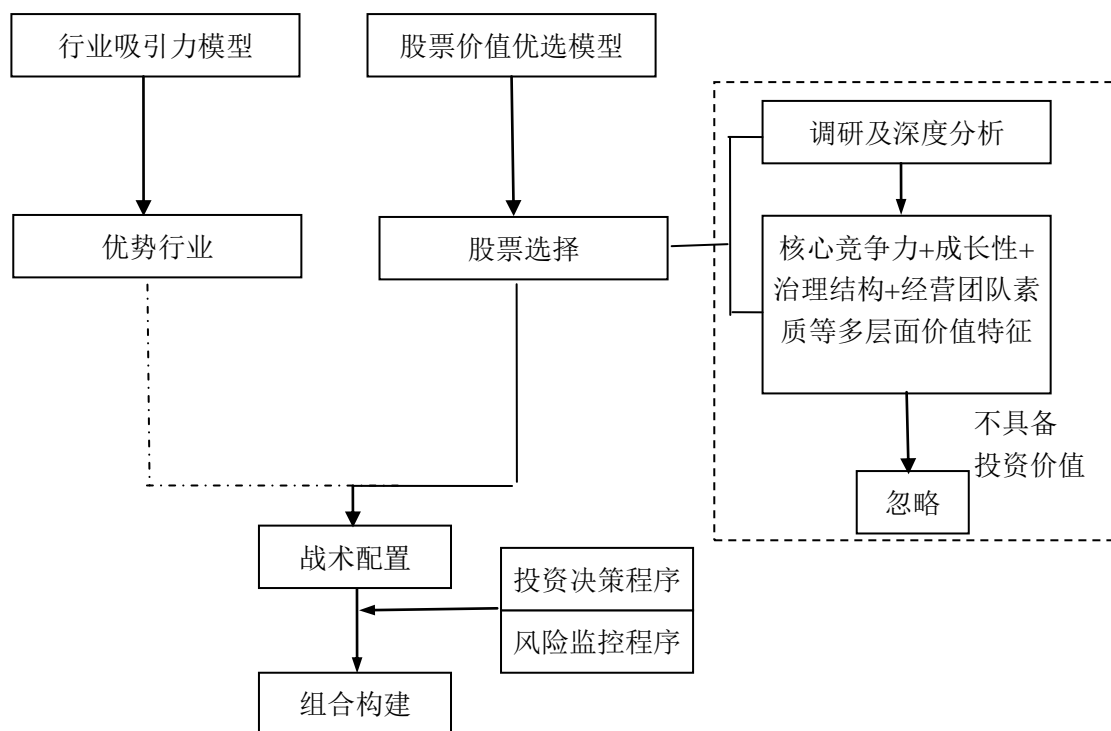 行业吸引力模型
股票价值优选模型
调研及深度分析
优势行业
股票选择
核心竞争力+成长性+
治理结构+经营团队素
质等多层面价值特征
不具备
投资价值
忽略
战术配置
投资决策程序
风险监控程序
组合构建